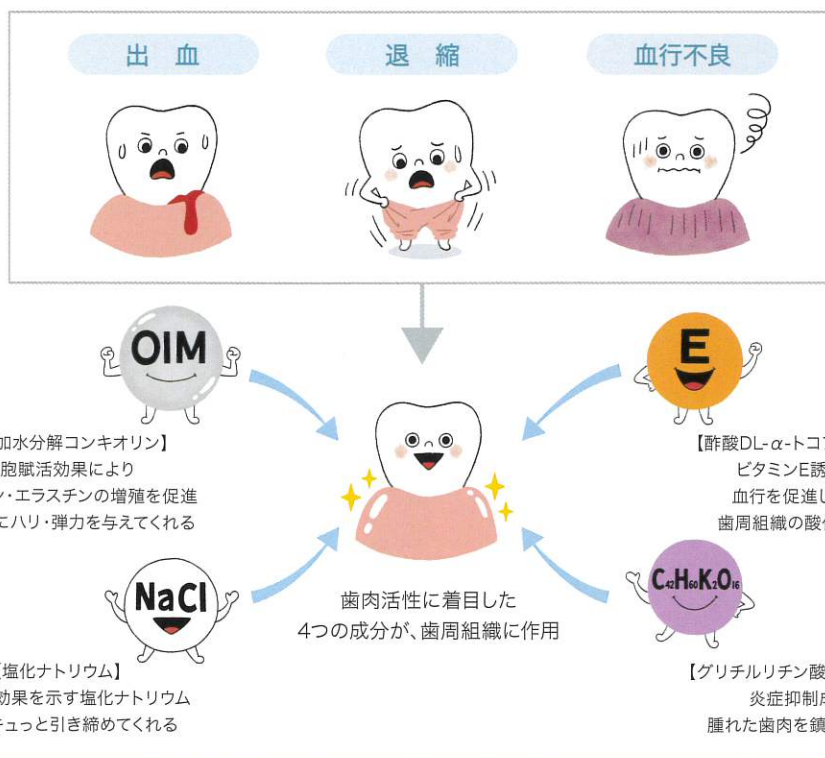 出 血
退 縮
血行不良
OIM
E
加水分解コンキオリン】
胞賦活効果により
ン・エラスチンの増殖を促進
にハリ・弾力を与えてくれる
【酢酸DL-α-トコフ
ビタミンE誘
血行を促進し
歯周組織の酸化
NaCl
C₄₂H₆₀K₂O₁₆
歯肉活性に着目した
4つの成分が、歯周組織に作用
塩化ナトリウム】
効果を示す塩化ナトリウム
キュっと引き締めてくれる
【グリチルリチン酸
炎症抑制成
腫れた歯肉を鎮